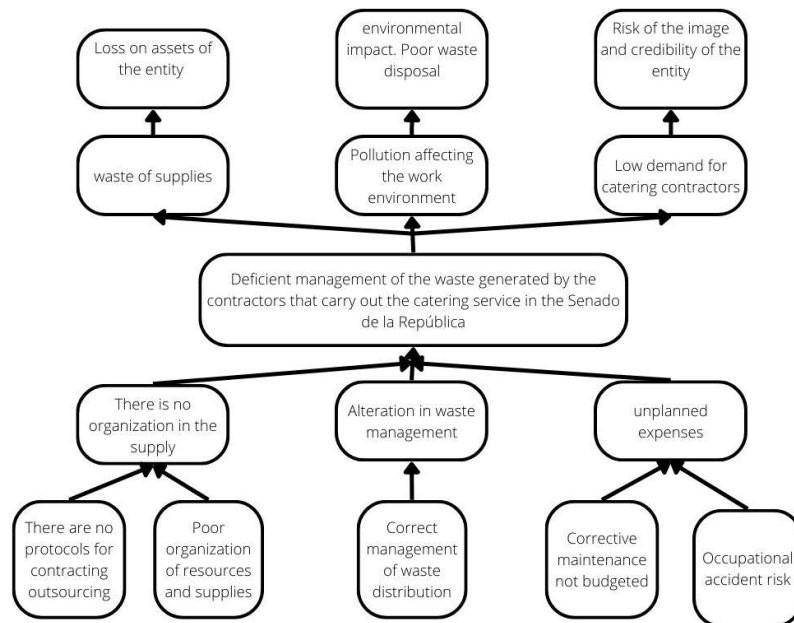 Loss on assets of
the entity
environmental
impact. Poor waste
disposal
Risk of the image
and credibility of the
entity
waste of supplies
Pollution affecting
the work
environment
Low demand for
catering contractors
Deficient management of the waste generated by the
contractors that carry out the catering service in the Senado
de la República
There is no
organization in the
supply
Alteration in waste
management
unplanned
expenses
There are no
protocols for
contracting
outsourcing
Poor
organization
of resources
and supplies
Correct
management
of waste
distribution
Corrective
maintenance
not budgeted
Occupational
accident risk